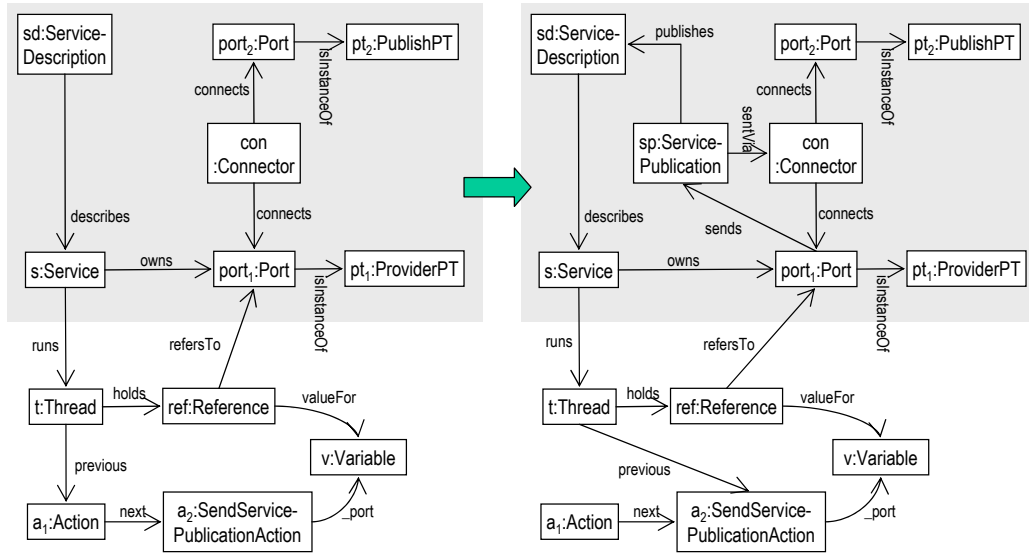 sd:Service-
Description
port₂:Port
IsInstanceOf
pt₂:PublishPT
connects
con
:Connector
describes
connects
s:Service
owns
port₁:Port
IsInstanceOf
pt₁:ProviderPT
runs
refersTo
t:Thread
holds
ref:Reference
valueFor
previous
v:Variable
a₁:Action
next
a₂:SendService-
PublicationAction
_port
sd:Service-
Description
publishes
port₂:Port
IsInstanceOf
pt₂:PublishPT
connects
sp:Service-
Publication
sentVia
con
:Connector
describes
sends
connects
s:Service
owns
port₁:Port
IsInstanceOf
pt₁:ProviderPT
runs
refersTo
t:Thread
holds
ref:Reference
valueFor
previous
v:Variable
a₁:Action
next
a₂:SendService-
PublicationAction
_port